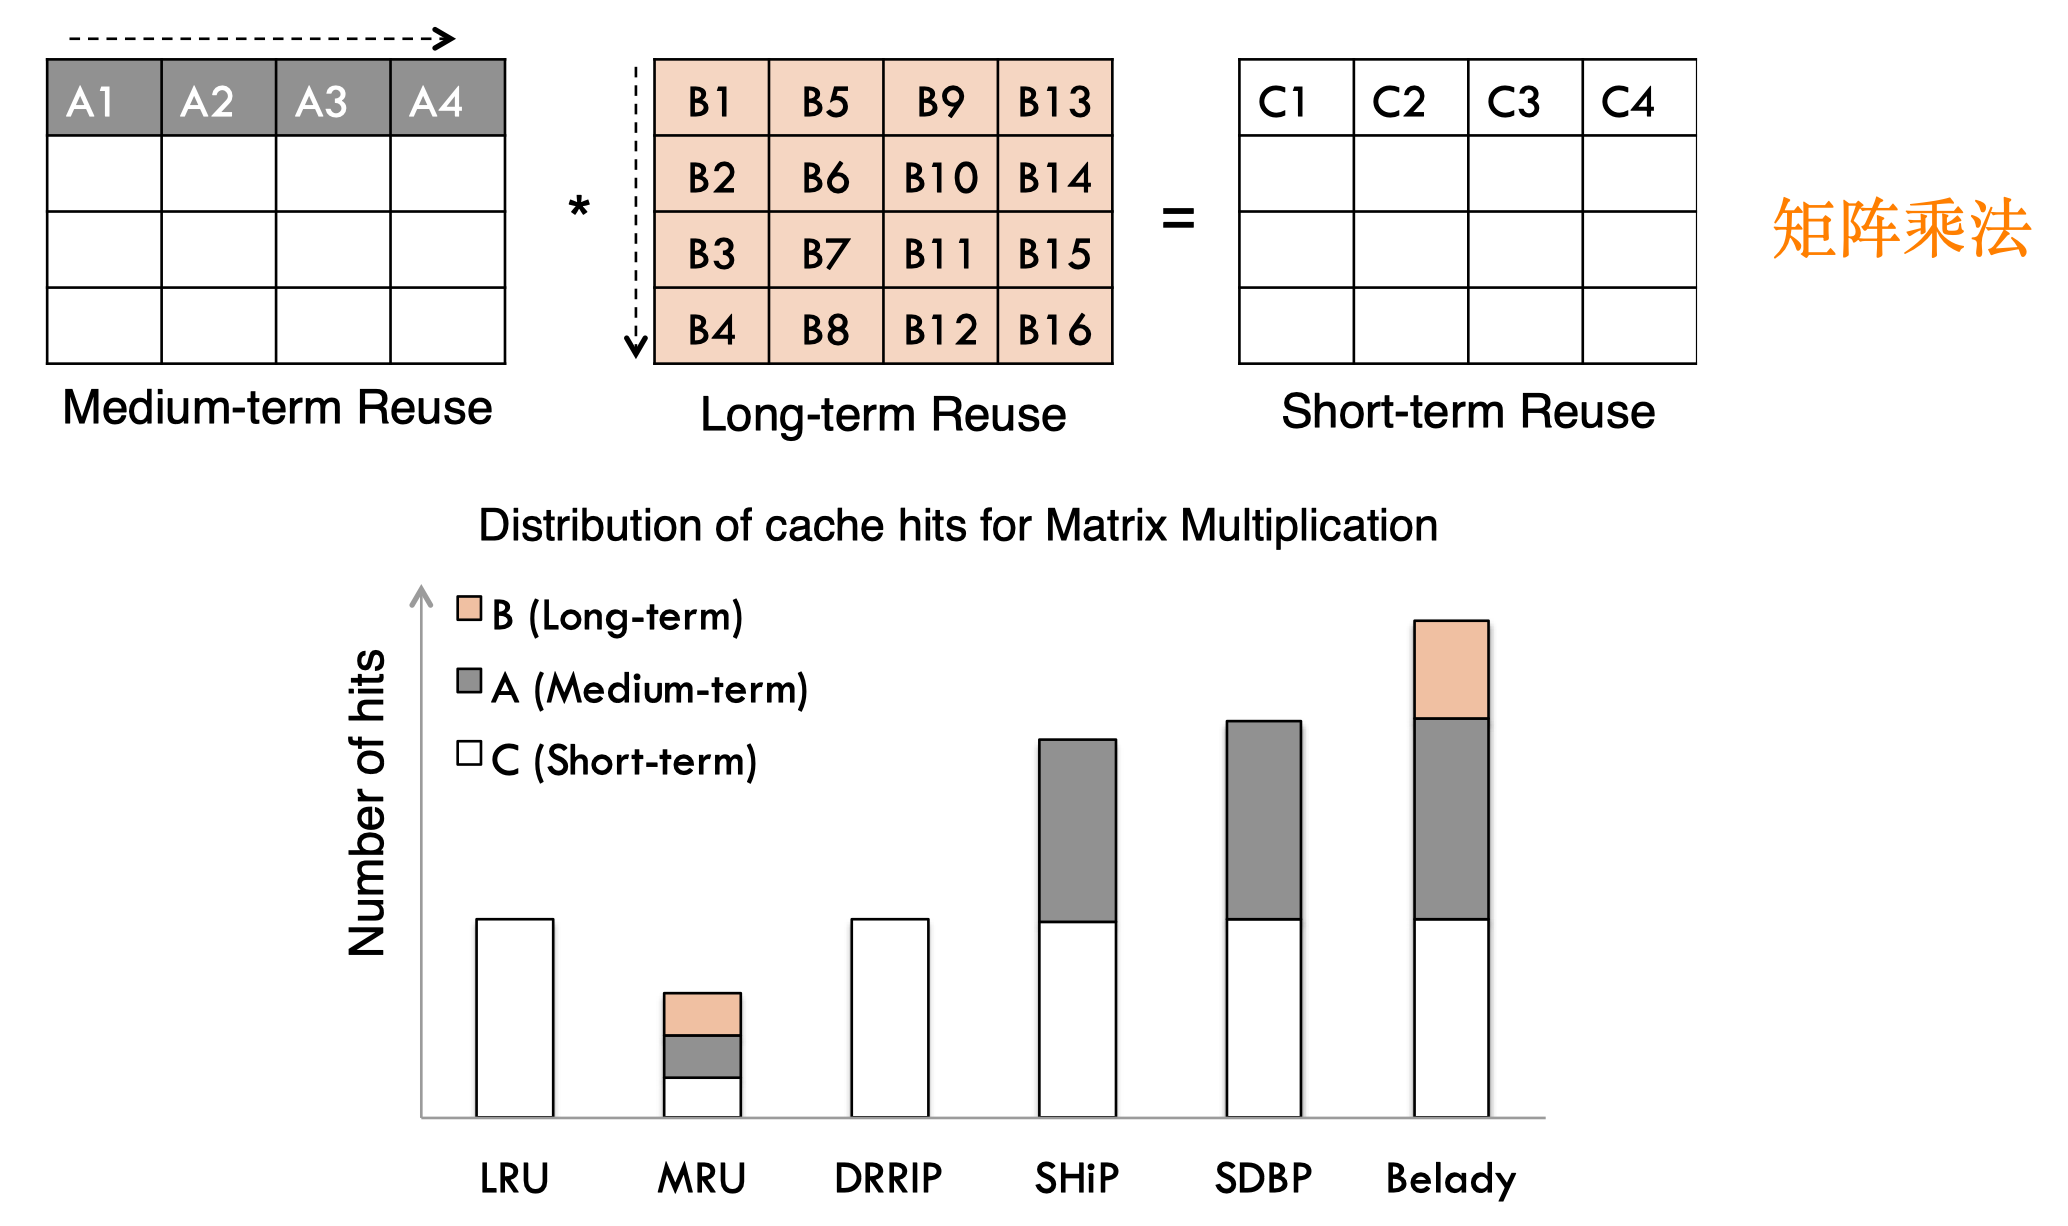 A1 A2 A3 A4
*
B1 B5 B9 B13
B2 B6 B10 B14
B3 B7 B11 B15
B4 B8 B12 B16
=
C1 C2 C3 C4
矩阵乘法
Medium-term Reuse
Long-term Reuse
Short-term Reuse
Distribution of cache hits for Matrix Multiplication
Number of hits
B (Long-term)
A (Medium-term)
C (Short-term)
LRU MRU DRRIP SHiP SDBP Belady